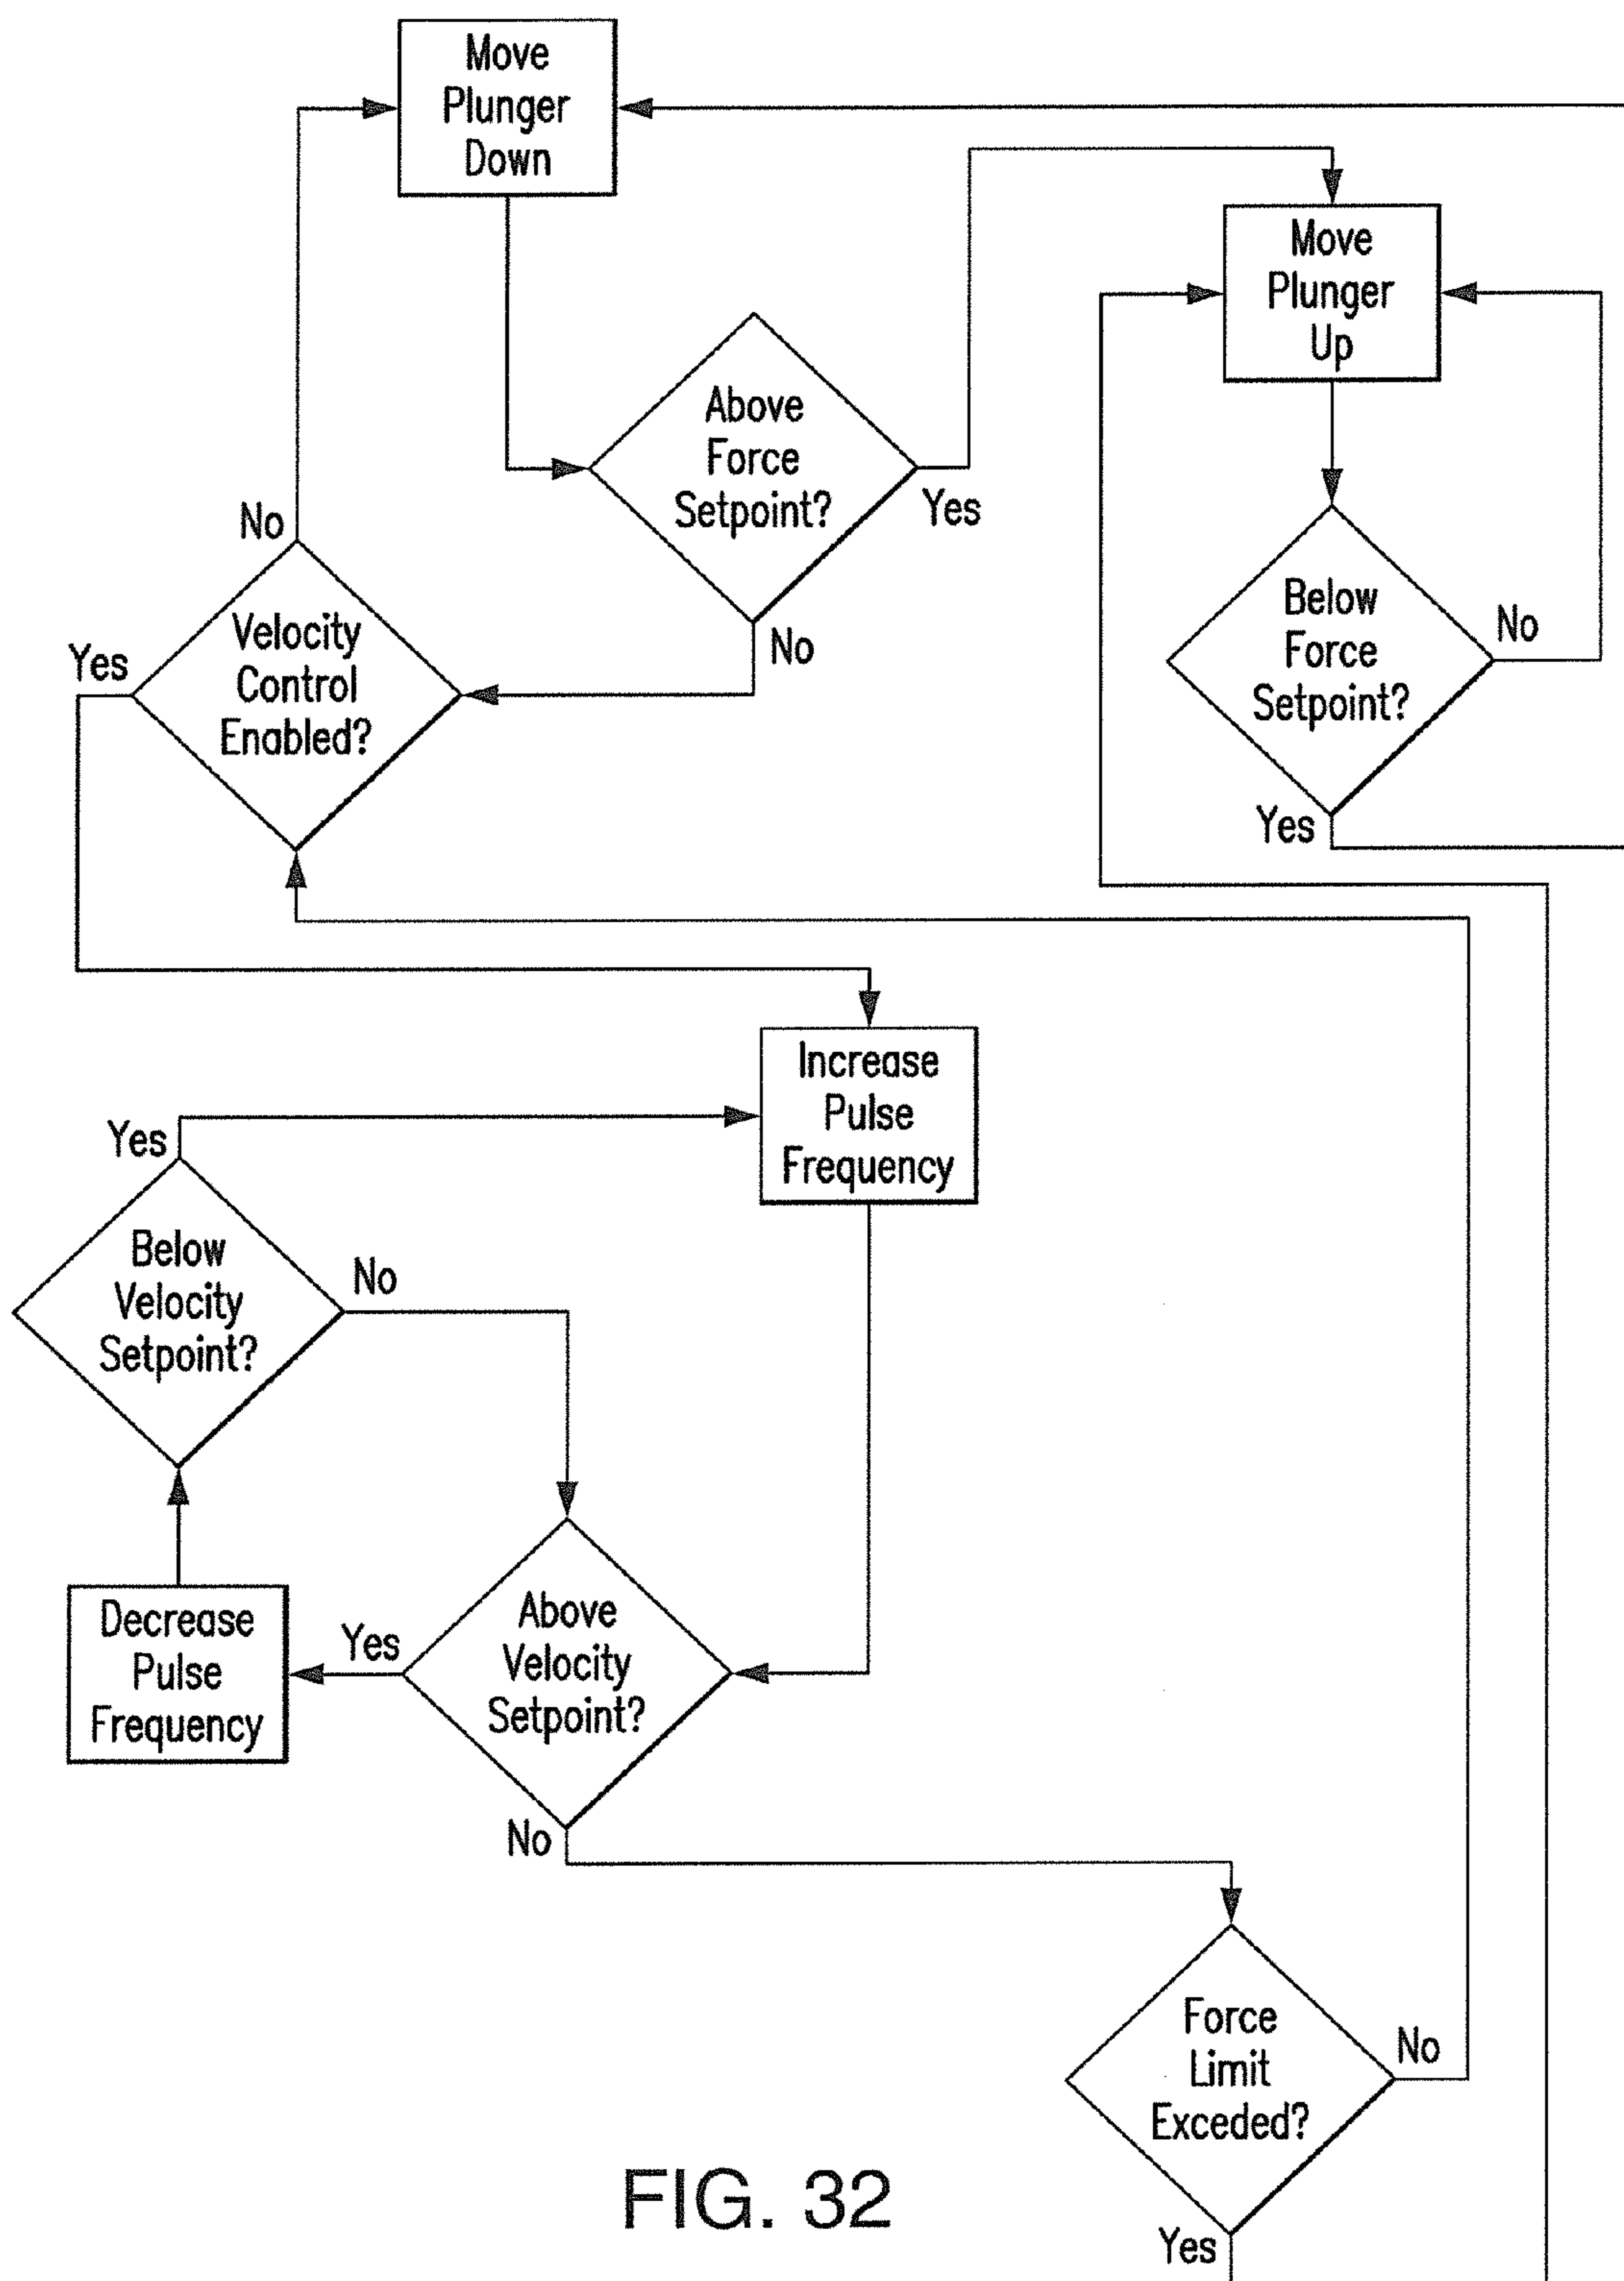 Move
Plunger
Down
Move
Plunger
Up
Above
Force
Setpoint?
Yes
No
No
Velocity
Control
Enabled?
Yes
Below
Force
Setpoint?
No
Yes
Increase
Pulse
Frequency
Yes
Below
Velocity
Setpoint?
No
Decrease
Pulse
Frequency
Yes
Above
Velocity
Setpoint?
No
Force
Limit
Exceded?
No
Yes
FIG. 32